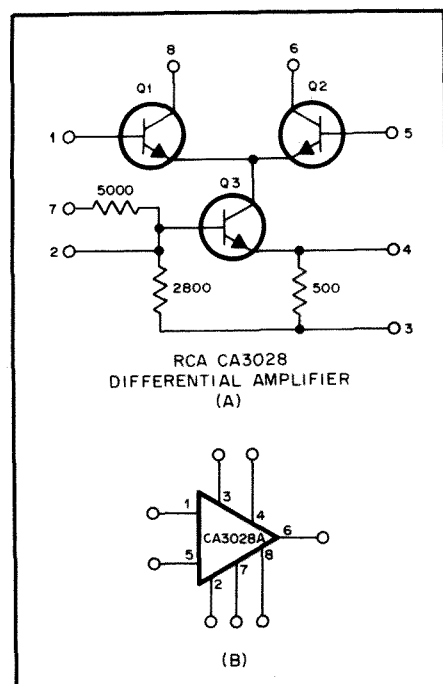 8 6
Q1 Q2
1 5
5000 Q3
7
2 4
2800 500
3
RCA CA3028
DIFFERENTIAL AMPLIFIER
(A)
1 3 4
CA3028A 6
5 8
2 7
(B)